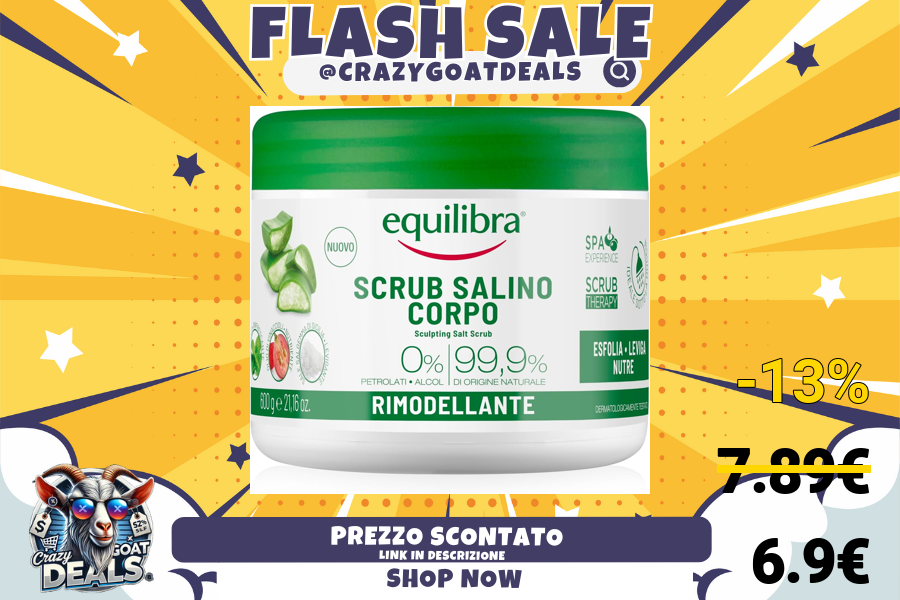 FLASH SALE
@CRAZYGOATDEALS
equilibra®
NUOVO
SPA
EXPERIENCE
SCRUB SALINO
CORPO
Sculpting Salt Scrub
SCRUB
THERAPY
0% 99,9%
PETROLATI • ALCOL DI ORIGINE NATURALE
ESFOLIA • LEVIGA
NUTRE
600 g e 21,16 oz.
RIMODELLANTE
-13%
7.89€
6.9€
$
52%
Crazy
GOAT
DEALS
PREZZO SCONTATO
LINK IN DESCRIZIONE
SHOP NOW